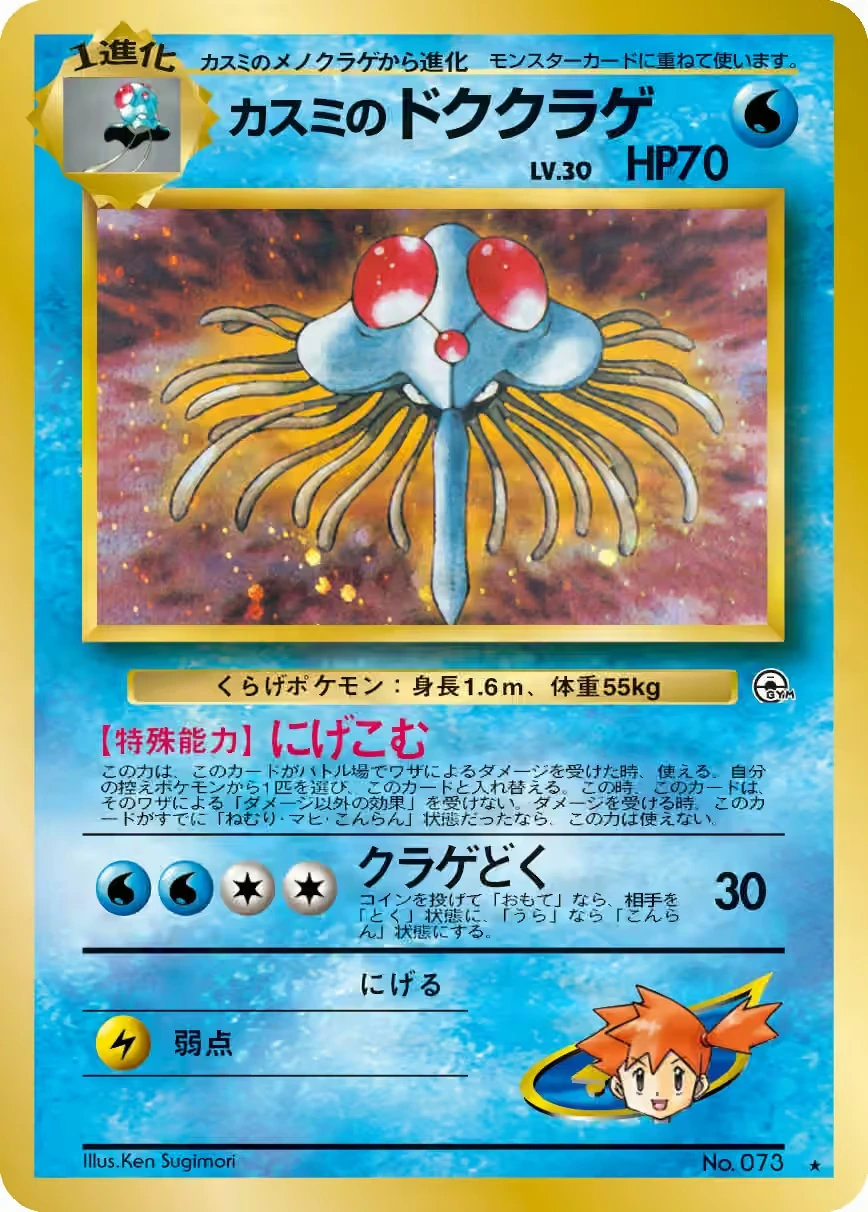 1進化
カスミのメノクラゲから進化 モンスターカードに重ねて使います。
カスミのドククラゲ
LV.30 HP70
くらげポケモン：身長1.6m、体重55kg
GYM
【特殊能力】にげこむ
この力は、このカードがバトル場でワザによるダメージを受けた時、使える。自分
の控えポケモンから1匹を選び、このカードと入れ替える。この時、このカードは、
そのワザによる「ダメージ以外の効果」を受けない。ダメージを受ける時、このカ
ードがすでに「ねむり・マヒ・こんらん」状態だったなら、この力は使えない。
クラゲどく
30
コインを投げて「おもて」なら、相手を
「どく」状態に、「うら」なら「こんら
ん」状態にする。
にげる
弱点
Illus.Ken Sugimori
No. 073 ★